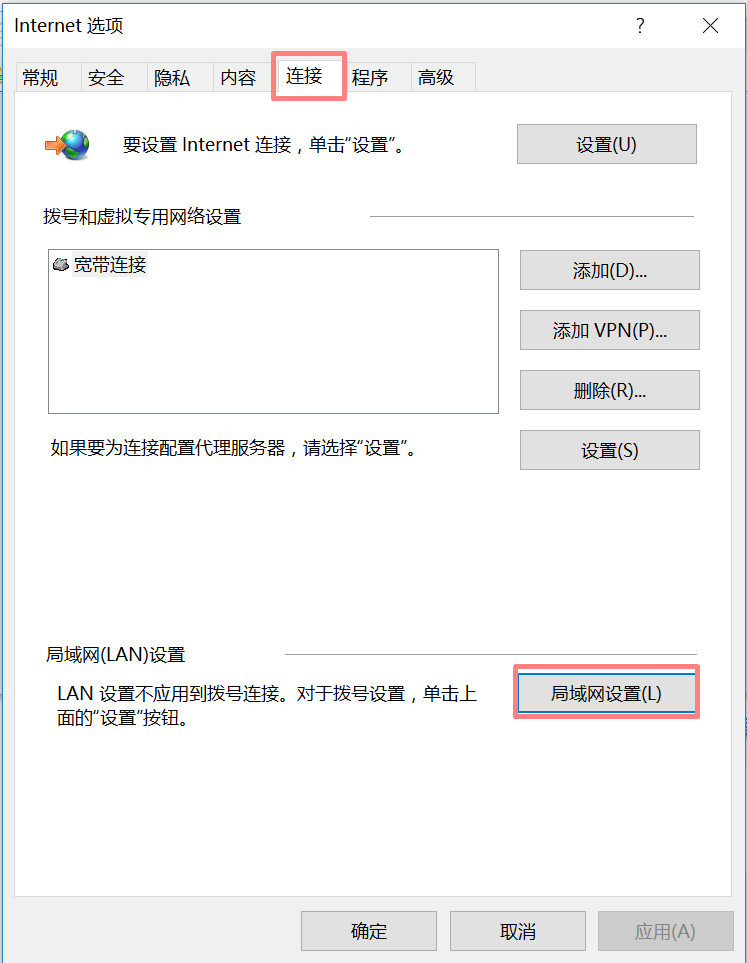 Internet 选项
?
常规 安全 隐私 内容 连接 程序 高级
要设置 Internet 连接，单击“设置”。
设置(U)
拨号和虚拟专用网络设置
宽带连接
添加(D)...
添加 VPN(P)...
删除(R)...
如果要为连接配置代理服务器，请选择“设置”。
设置(S)
局域网(LAN)设置
LAN 设置不应用到拨号连接。对于拨号设置，单击上
面的“设置”按钮。
局域网设置(L)
确定 取消 应用(A)